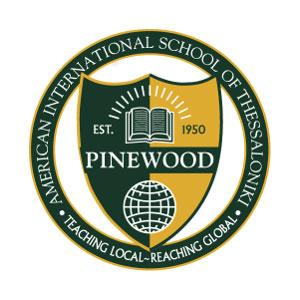 AMERICAN INTERNATIONAL SCHOOL OF THESSALONIKI
EST. 1950
PINEWOOD
• TEACHING LOCAL~REACHING GLOBAL •